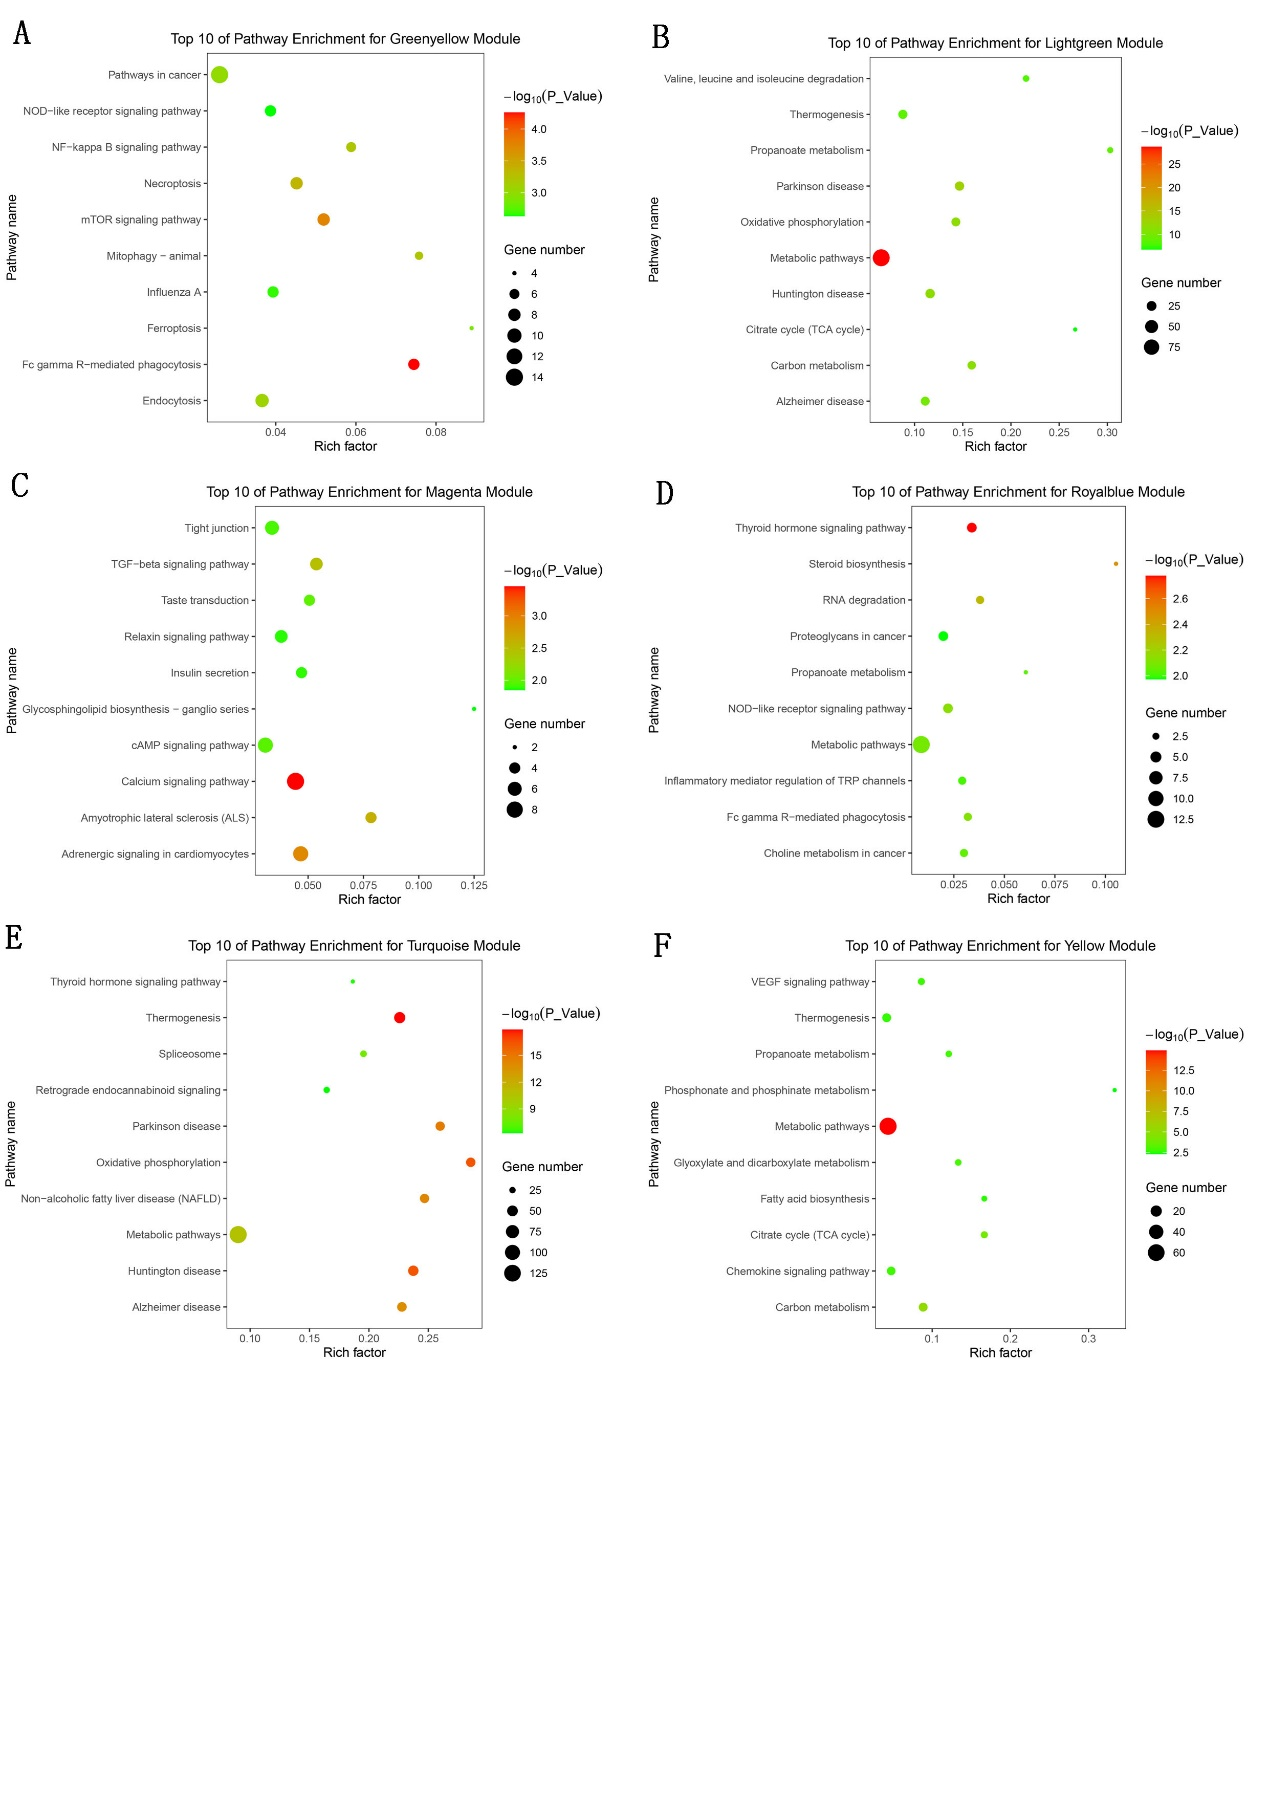 A
Top 10 of Pathway Enrichment for Greenyellow Module
Pathway name
Pathways in cancer
NOD−like receptor signaling pathway
NF−kappa B signaling pathway
Necroptosis
mTOR signaling pathway
Mitophagy − animal
Influenza A
Ferroptosis
Fc gamma R−mediated phagocytosis
Endocytosis
0.04 0.06 0.08
Rich factor
−log10(P_Value)
4.0
3.5
3.0
Gene number
4
6
8
10
12
14
B
Top 10 of Pathway Enrichment for Lightgreen Module
Pathway name
Valine, leucine and isoleucine degradation
Thermogenesis
Propanoate metabolism
Parkinson disease
Oxidative phosphorylation
Metabolic pathways
Huntington disease
Citrate cycle (TCA cycle)
Carbon metabolism
Alzheimer disease
0.10 0.15 0.20 0.25 0.30
Rich factor
−log10(P_Value)
25
20
15
10
Gene number
25
50
75
C
Top 10 of Pathway Enrichment for Magenta Module
Pathway name
Tight junction
TGF−beta signaling pathway
Taste transduction
Relaxin signaling pathway
Insulin secretion
Glycosphingolipid biosynthesis − ganglio series
cAMP signaling pathway
Calcium signaling pathway
Amyotrophic lateral sclerosis (ALS)
Adrenergic signaling in cardiomyocytes
0.050 0.075 0.100 0.125
Rich factor
−log10(P_Value)
3.0
2.5
2.0
Gene number
2
4
6
8
D
Top 10 of Pathway Enrichment for Royalblue Module
Pathway name
Thyroid hormone signaling pathway
Steroid biosynthesis
RNA degradation
Proteoglycans in cancer
Propanoate metabolism
NOD−like receptor signaling pathway
Metabolic pathways
Inflammatory mediator regulation of TRP channels
Fc gamma R−mediated phagocytosis
Choline metabolism in cancer
0.025 0.050 0.075 0.100
Rich factor
−log10(P_Value)
2.6
2.4
2.2
2.0
Gene number
2.5
5.0
7.5
10.0
12.5
E
Top 10 of Pathway Enrichment for Turquoise Module
Pathway name
Thyroid hormone signaling pathway
Thermogenesis
Spliceosome
Retrograde endocannabinoid signaling
Parkinson disease
Oxidative phosphorylation
Non−alcoholic fatty liver disease (NAFLD)
Metabolic pathways
Huntington disease
Alzheimer disease
0.10 0.15 0.20 0.25
Rich factor
−log10(P_Value)
15
12
9
Gene number
25
50
75
100
125
F
Top 10 of Pathway Enrichment for Yellow Module
Pathway name
VEGF signaling pathway
Thermogenesis
Propanoate metabolism
Phosphonate and phosphinate metabolism
Metabolic pathways
Glyoxylate and dicarboxylate metabolism
Fatty acid biosynthesis
Citrate cycle (TCA cycle)
Chemokine signaling pathway
Carbon metabolism
0.1 0.2 0.3
Rich factor
−log10(P_Value)
12.5
10.0
7.5
5.0
2.5
Gene number
20
40
60